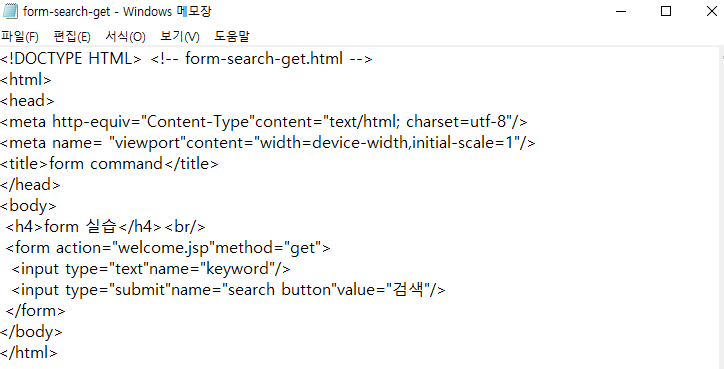 form-search-get - Windows 메모장
파일(F) 편집(E) 서식(O) 보기(V) 도움말
<!DOCTYPE HTML> <!-- form-search-get.html -->
<html>
<head>
<meta http-equiv="Content-Type"content="text/html; charset=utf-8"/>
<meta name= "viewport"content="width=device-width,initial-scale=1"/>
<title>form command</title>
</head>
<body>
<h4>form 실습</h4><br/>
<form action="welcome.jsp"method="get">
<input type="text"name="keyword"/>
<input type="submit"name="search button"value="검색"/>
</form>
</body>
</html>